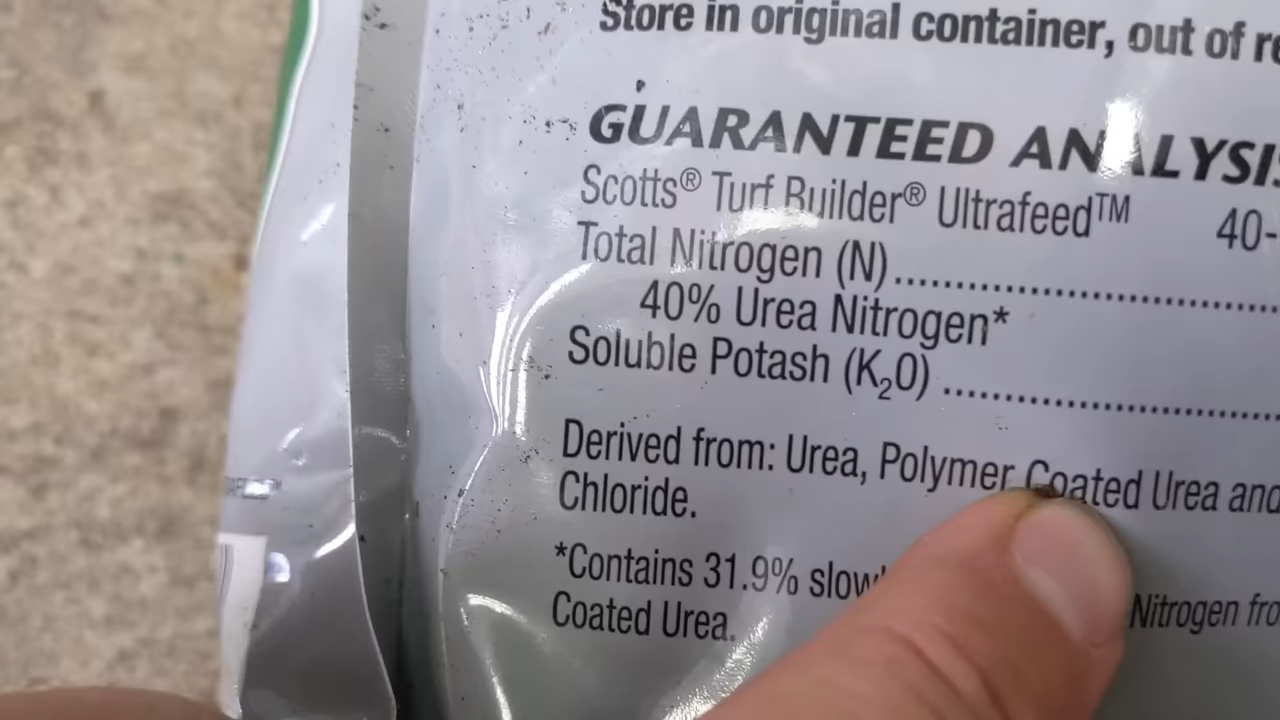 Store in original container, out of re
GUARANTEED ANALYSIS
Scotts® Turf Builder® Ultrafeed™ 40-
Total Nitrogen (N)..............................
40% Urea Nitrogen*
Soluble Potash (K₂O) ..........................
Derived from: Urea, Polymer Coated Urea and
Chloride.
*Contains 31.9% slow Nitrogen fro
Coated Urea.